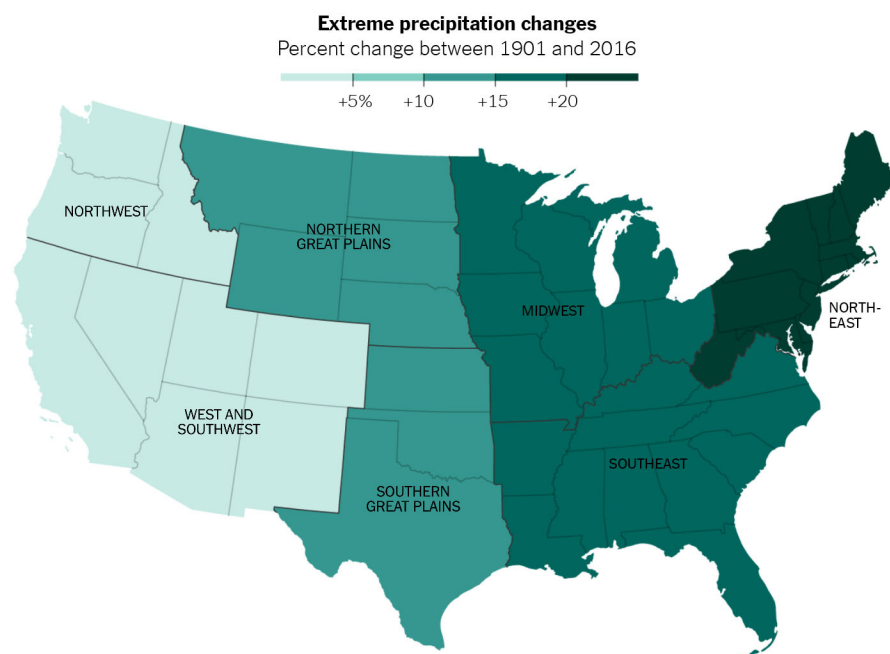 Extreme precipitation changes
Percent change between 1901 and 2016
+5% +10 +15 +20
NORTHWEST
NORTHERN
GREAT PLAINS
MIDWEST
NORTH-
EAST
WEST AND
SOUTHWEST
SOUTHEAST
SOUTHERN
GREAT PLAINS